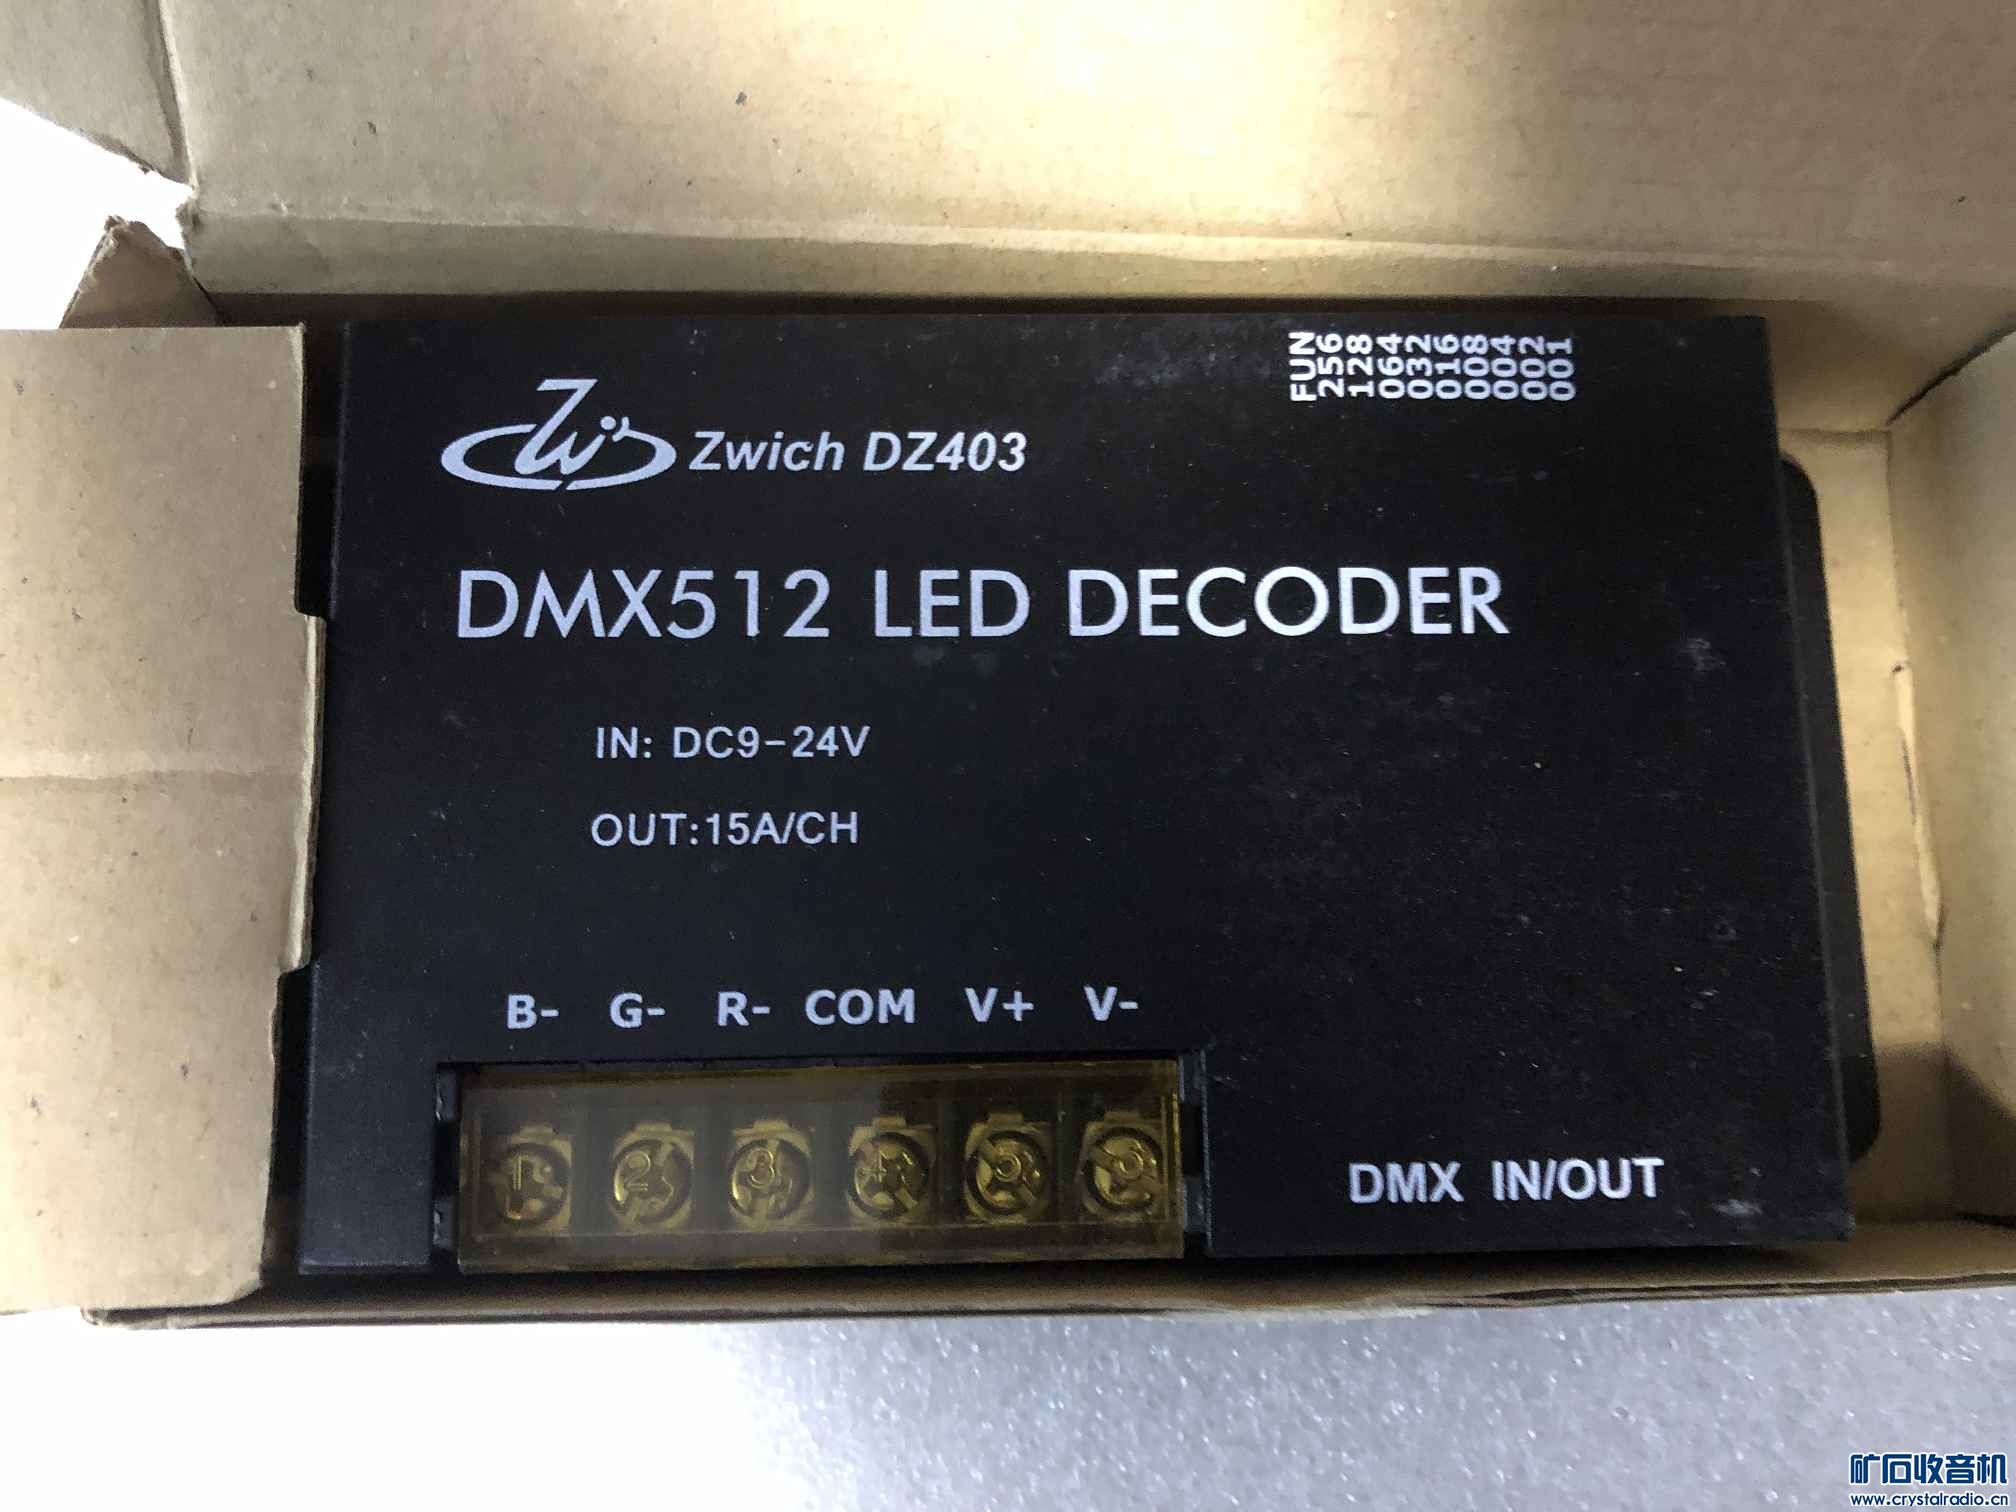 FUN
256
128
064
032
016
008
004
002
001
Zwich DZ403
DMX512 LED DECODER
IN: DC9-24V
OUT:15A/CH
B- G- R- COM V+ V-
1 2 3 4 5
DMX IN/OUT
矿石收音机
www.crystalradio.cn